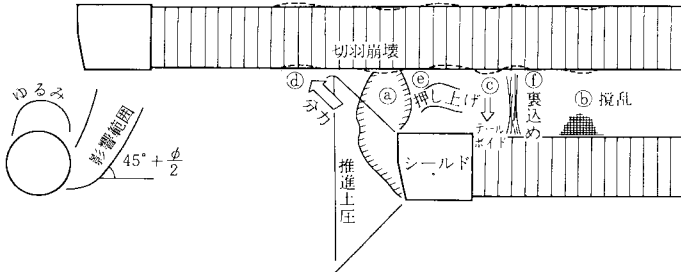 切羽崩壊
ⓓ
分力
ⓐ
ⓔ
押し上げ
ⓒ
テールボイド
ⓕ
裏込め
ⓑ 撹乱
ゆるみ
影響範囲
45°+φ/2
推進土圧
シールド